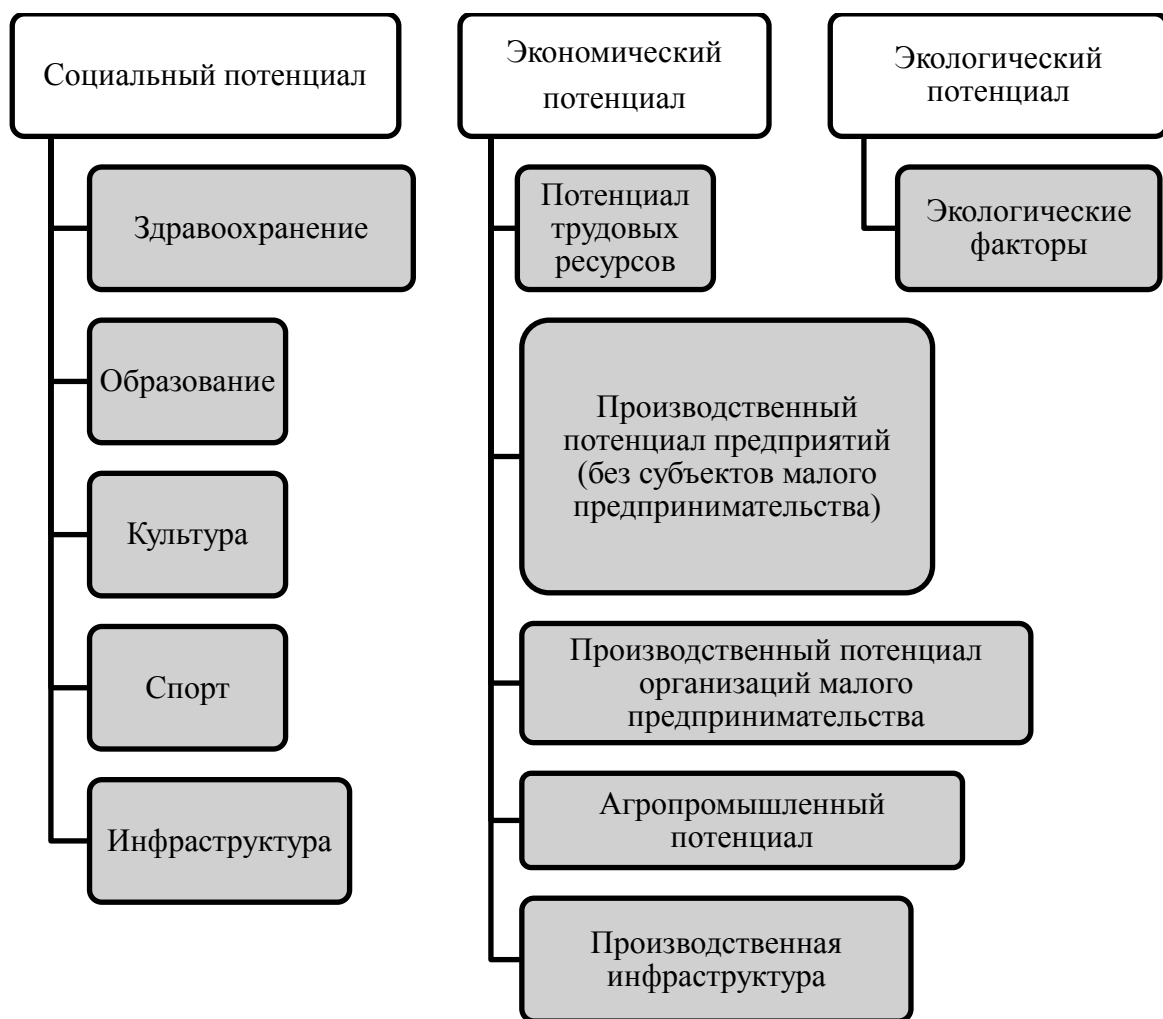 Социальный потенциал
Здравоохранение
Образование
Культура
Спорт
Инфраструктура
Экономический
потенциал
Потенциал
трудовых
ресурсов
Производственный
потенциал предприятий
(без субъектов малого
предпринимательства)
Производственный потенциал
организаций малого
предпринимательства
Агропромышленный
потенциал
Производственная
инфраструктура
Экологический
потенциал
Экологические
факторы